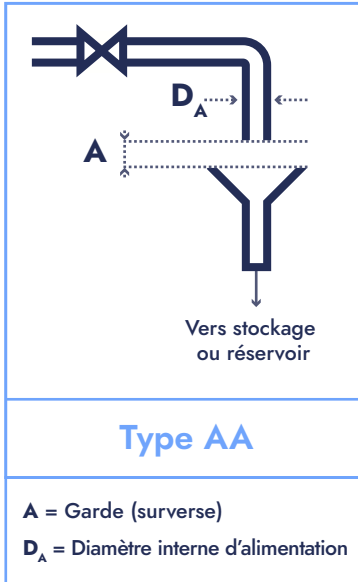 D_A
A
Vers stockage
ou réservoir
Type AA
A = Garde (surverse)
D_A = Diamètre interne d'alimentation